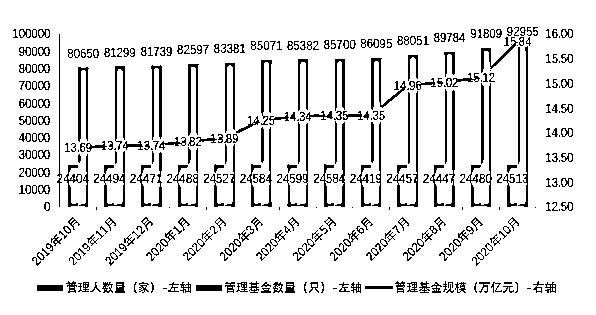 100000 90000 80000 70000 60000 50000 40000 30000 20000 10000 0
16.00 15.50 15.00 14.50 14.00 13.50 13.00 12.50
80650 81299 81739 82597 83381 85071 85382 85700 86095 88051 89784 91809 92955
13.69 13.74 13.74 13.82 13.89 14.25 14.34 14.35 14.35 14.96 15.02 15.12 15.84
24404 24494 24471 24488 24527 24584 24599 24584 24419 24457 24447 24480 24513
2019年10月 2019年11月 2019年12月 2020年1月 2020年2月 2020年3月 2020年4月 2020年5月 2020年6月 2020年7月 2020年8月 2020年9月 2020年10月
管理人数量（家）-左轴 管理基金数量（只）-左轴 管理基金规模（万亿元）-右轴